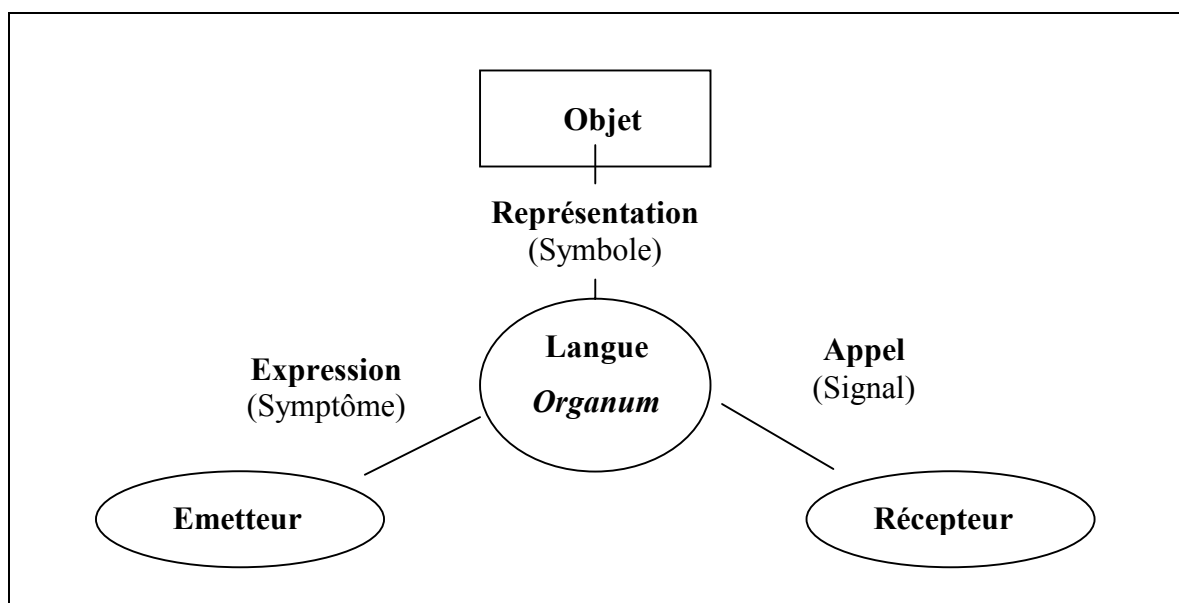 Objet
Représentation
(Symbole)
Langue
Organum
Expression
(Symptôme)
Appel
(Signal)
Emetteur
Récepteur